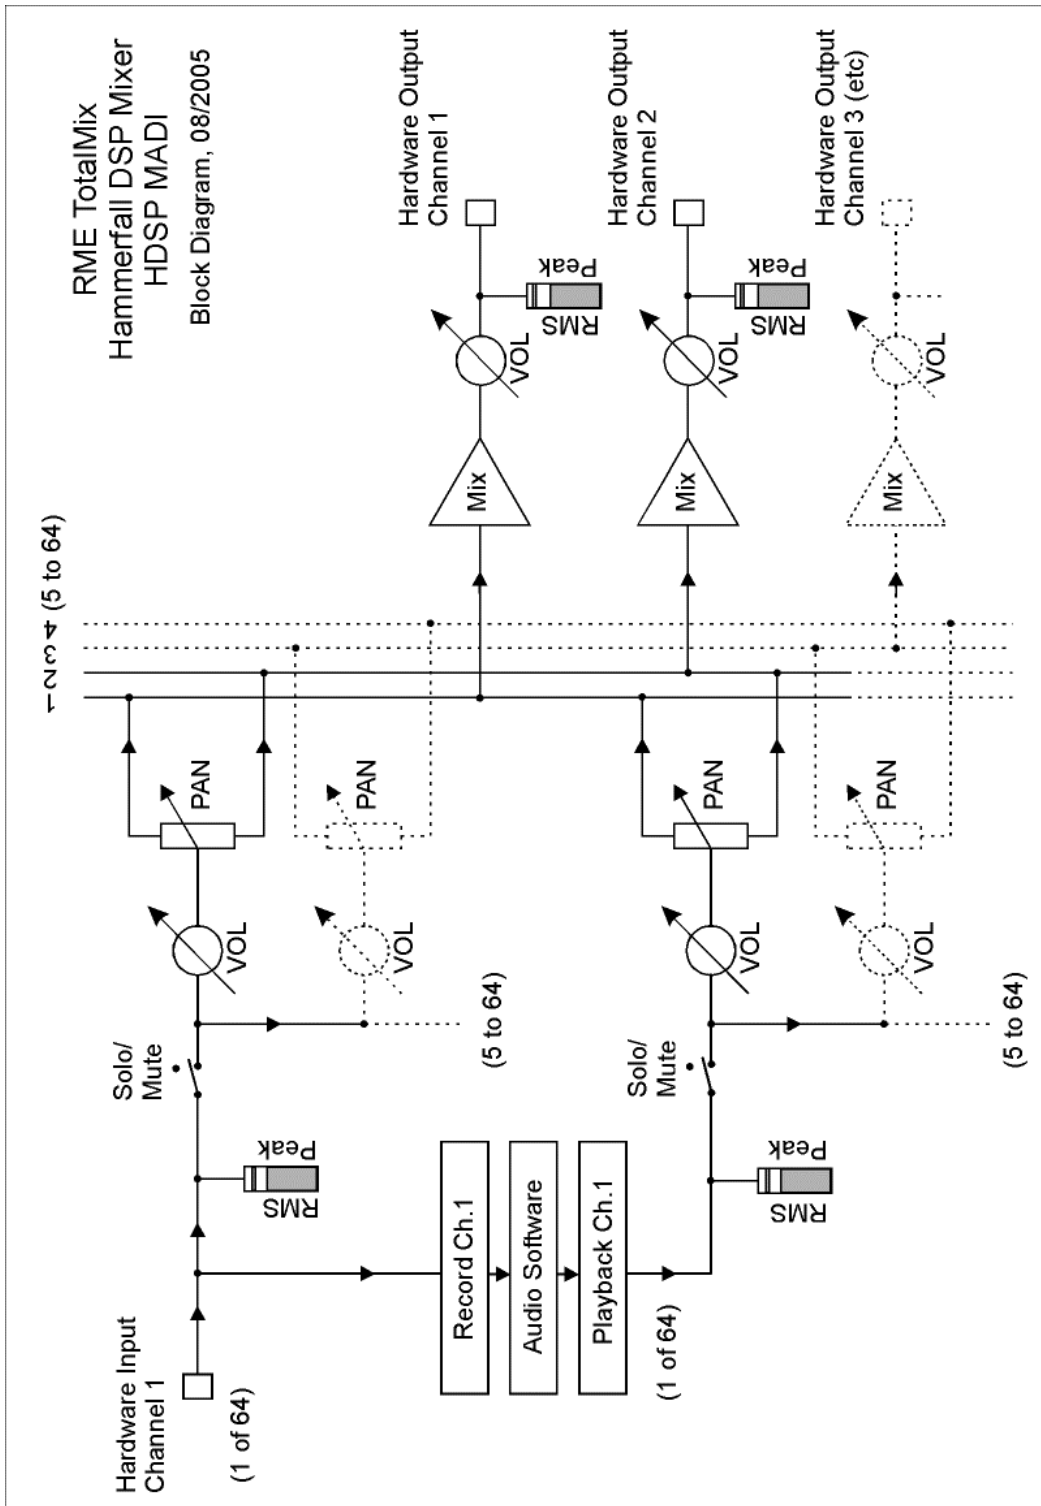 RME TotalMix
Hammerfall DSP Mixer
HDSP MADI
Block Diagram, 08/2005
Hardware Input
Channel 1
(1 of 64)
RMS
Peak
Solo/
Mute
(5 to 64)
VOL
PAN
VOL
PAN
1 2 3 4 (5 to 64)
Record Ch.1
Audio Software
Playback Ch.1
(1 of 64)
RMS
Peak
Solo/
Mute
(5 to 64)
VOL
PAN
VOL
PAN
Mix
VOL
RMS
Peak
Hardware Output
Channel 1
Mix
VOL
RMS
Peak
Hardware Output
Channel 2
Mix
VOL
Hardware Output
Channel 3 (etc)